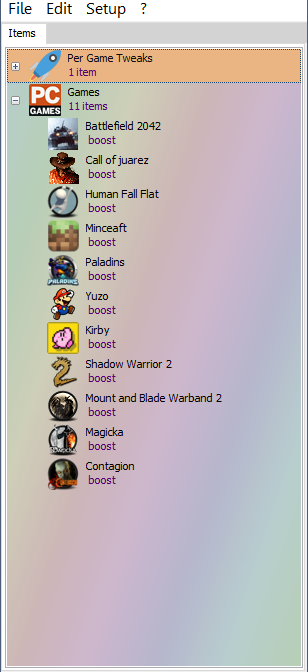 File Edit Setup ?
Items
Per Game Tweaks
1 item
PC
GAMES
Games
11 items
Battlefield 2042
boost
Call of juarez
boost
Human Fall Flat
boost
Minceaft
boost
PALADINS
Paladins
boost
Yuzo
boost
Kirby
boost
Shadow Warrior 2
boost
Mount and Blade Warband 2
boost
Magicka
boost
Contagion
boost